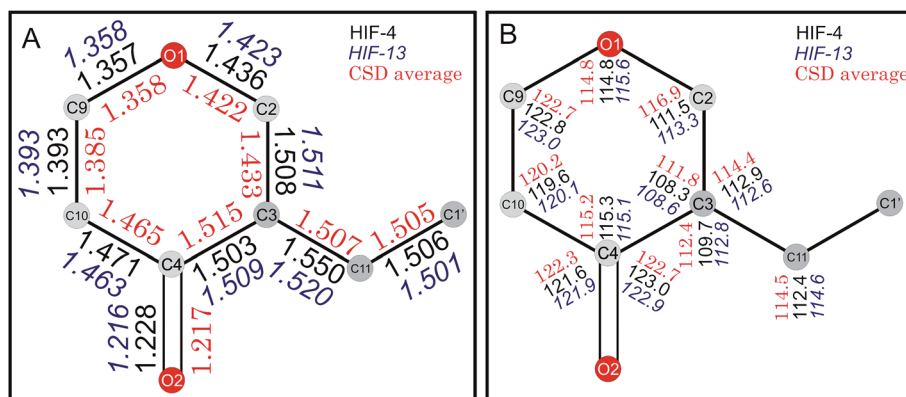 A
HIF-4
HIF-13
CSD average
1.358
1.357
1.358
O1
1.423
1.436
1.422
C9
C2
1.393
1.393
1.385
1.433
1.508
1.511
C10
C3
1.465
1.471
1.463
1.515
1.503
1.509
1.507
1.550
1.520
1.505
1.506
1.501
C1'
C4
C11
1.216
1.228
1.217
O2
B
HIF-4
HIF-13
CSD average
O1
114.8
114.8
115.6
C9
122.7
122.8
123.0
C2
116.9
111.5
113.3
120.2
119.6
120.1
C10
111.8
108.3
108.6
C3
114.4
112.9
112.6
C1'
115.2
115.3
115.1
112.4
109.7
112.8
C4
122.3
121.6
121.9
122.7
123.0
122.9
C11
114.5
112.4
114.6
O2